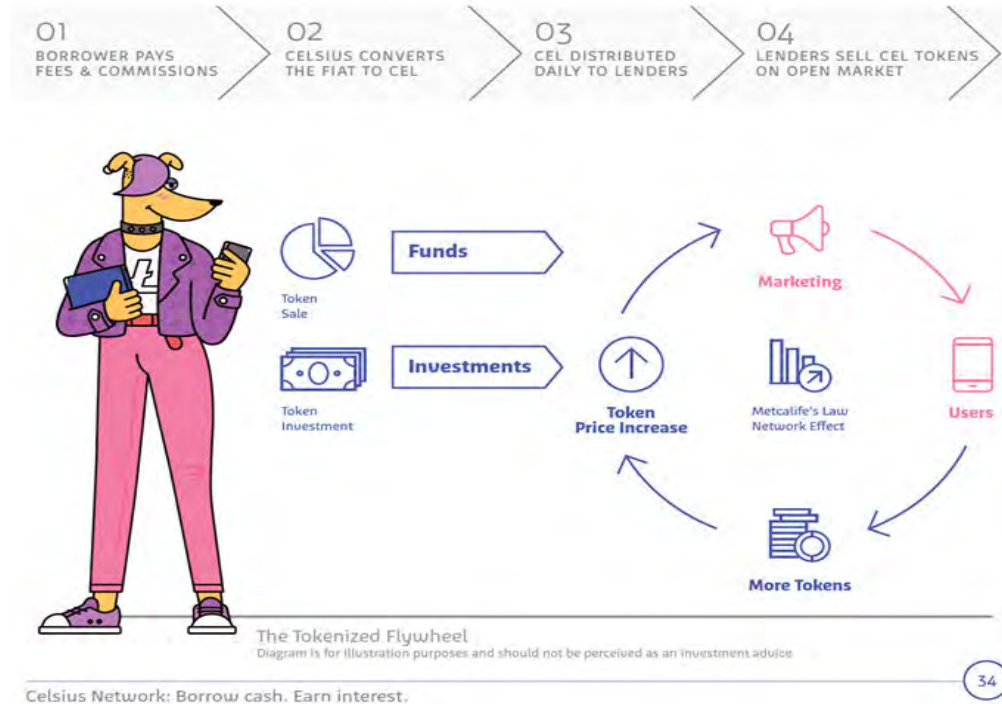 01
BORROWER PAYS
FEES & COMMISSIONS
02
CELSIUS CONVERTS
THE FIAT TO CEL
03
CEL DISTRIBUTED
DAILY TO LENDERS
04
LENDERS SELL CEL TOKENS
ON OPEN MARKET
Token
Sale
Funds
Token
Investment
Investments
Token
Price Increase
Marketing
Metcalife's Law
Network Effect
Users
More Tokens
The Tokenized Flywheel
Diagram is for illustration purposes and should not be perceived as an investment advice
Celsius Network: Borrow cash. Earn interest.
34